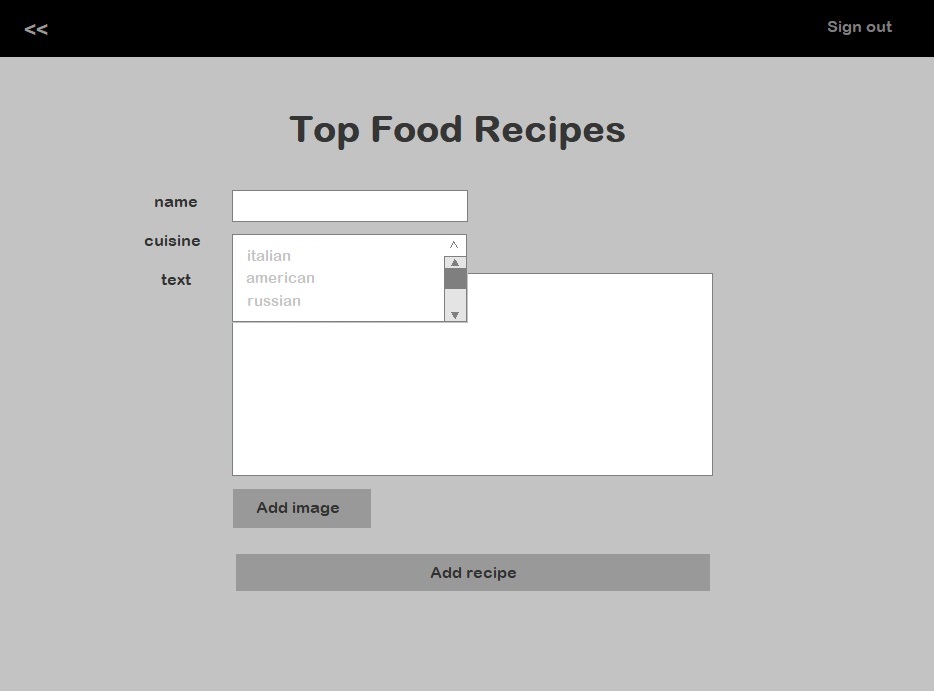 <<
Sign out
Top Food Recipes
name
cuisine
italian
american
russian
text
Add image
Add recipe